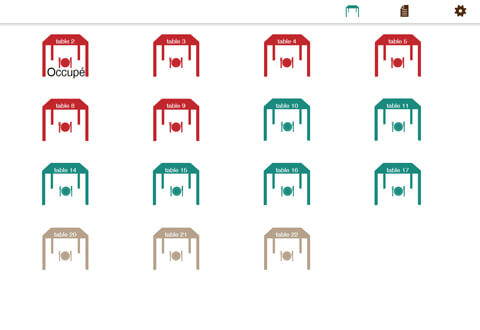 table 2
table 3
table 4
table 5
Occupé
table 8
table 9
table 10
table 11
table 14
table 15
table 16
table 17
table 20
table 21
table 22